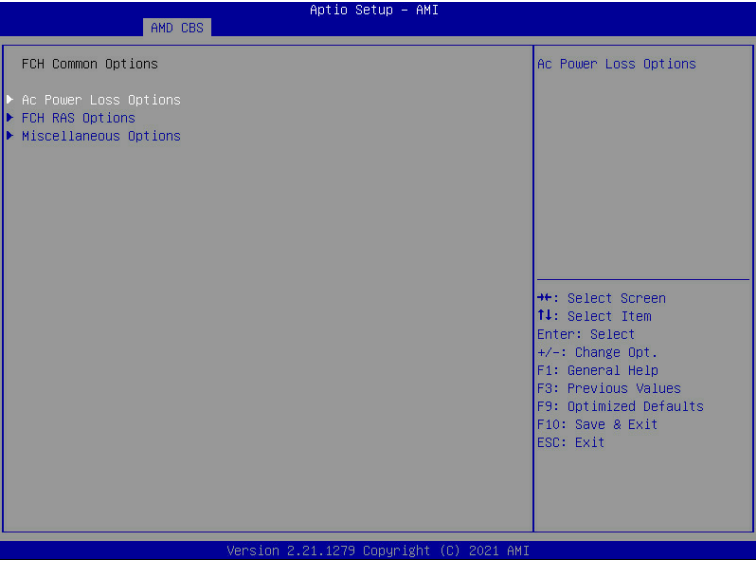 Aptio Setup – AMI
AMD CBS
FCH Common Options
Ac Power Loss Options
FCH RAS Options
Miscellaneous Options
Ac Power Loss Options
→←: Select Screen
↑↓: Select Item
Enter: Select
+/-: Change Opt.
F1: General Help
F3: Previous Values
F9: Optimized Defaults
F10: Save & Exit
ESC: Exit
Version 2.21.1279 Copyright (C) 2021 AMI